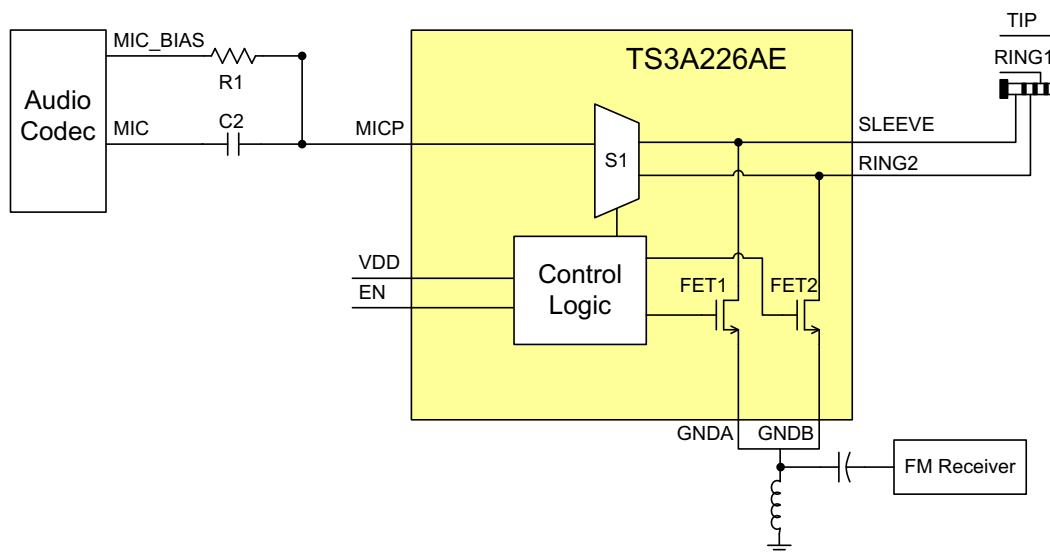 TIP
RING1
MIC_BIAS
R1
TS3A226AE
Audio
Codec
MIC
C2
MICP
SLEEVE
S1
RING2
VDD
EN
Control
Logic
FET1
FET2
GNDA
GNDB
FM Receiver